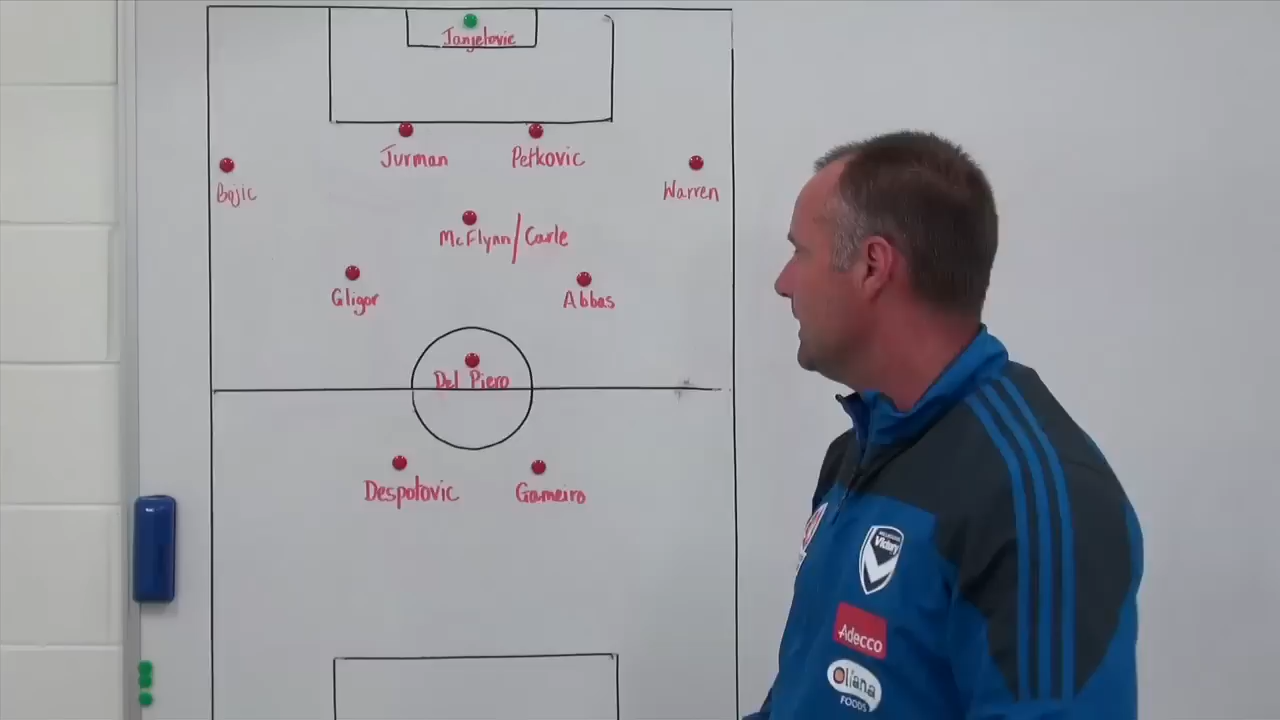 Janjetovic
Jurman
Petkovic
Bojic
Warren
McFlynn/Carle
Gligor
Abbas
Del Piero
Despotovic
Gameiro
Victory
Adecco
Oliana
FOODS